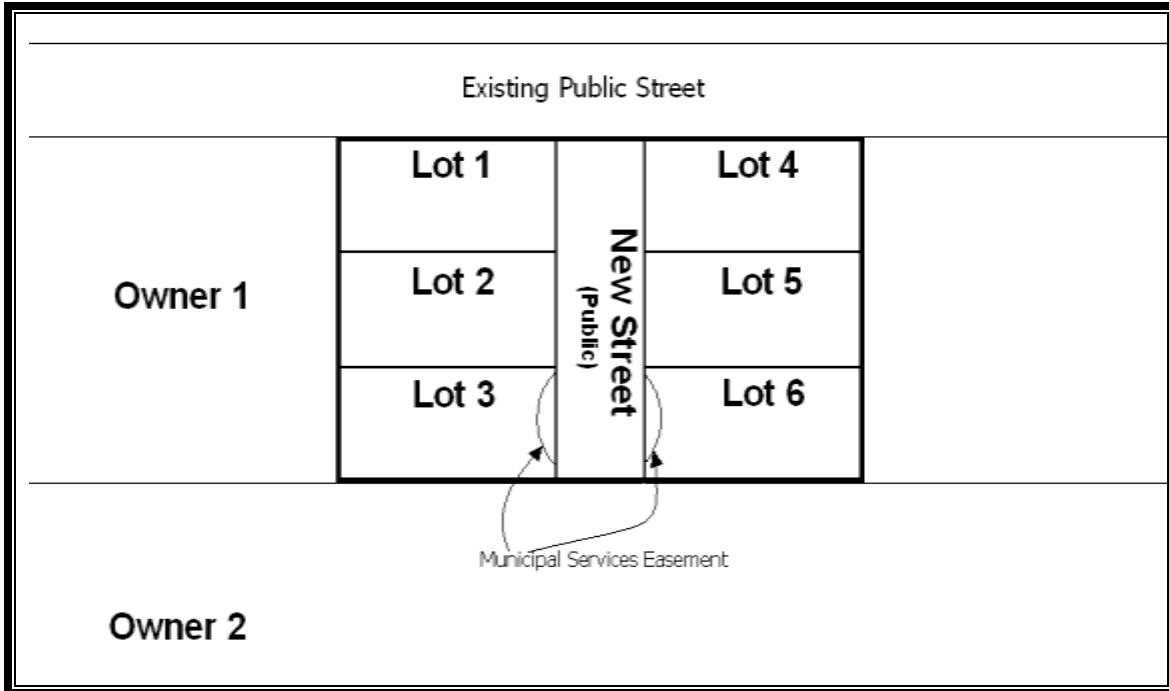 Existing Public Street
Lot 1
Lot 4
New Street
(Public)
Owner 1
Lot 2
Lot 5
Lot 3
Lot 6
Municipal Services Easement
Owner 2